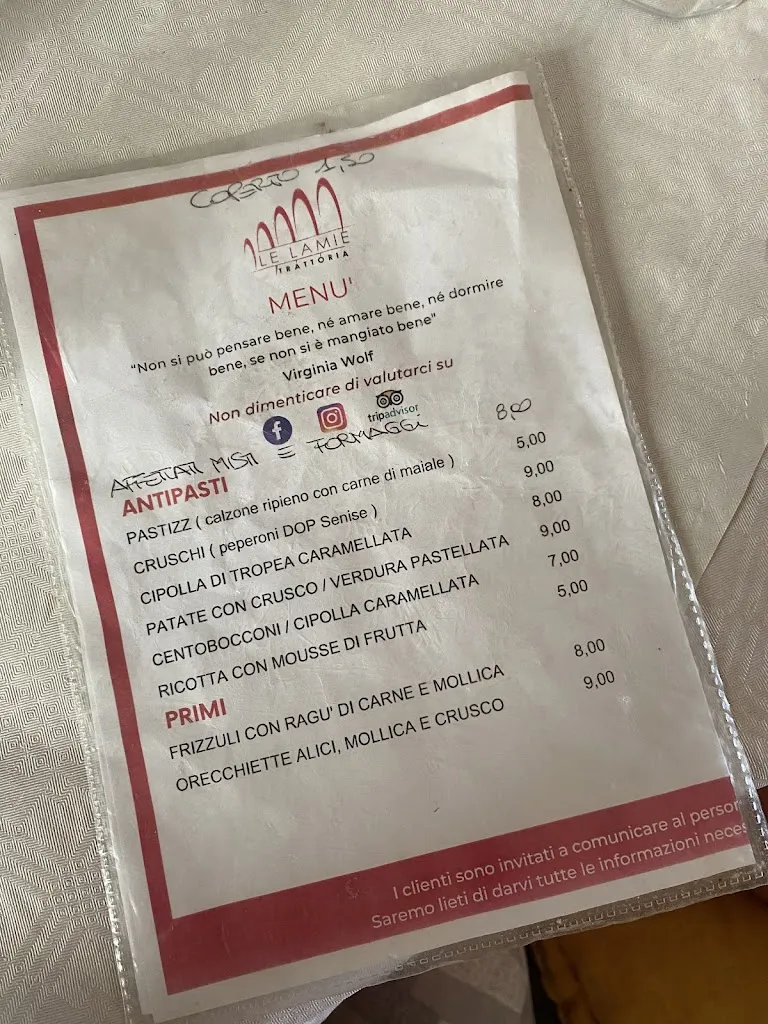 COPERTO 1,50
LE LAMIE
TRATTORIA
MENU'
"Non si può pensare bene, né amare bene, né dormire
bene, se non si è mangiato bene"
Virginia Wolf
Non dimenticare di valutarci su
f
tripadvisor
AFFETTATI MISTI E FORMAGGI 8,00
ANTIPASTI
PASTIZZ ( calzone ripieno con carne di maiale ) 5,00
CRUSCHI ( peperoni DOP Senise ) 9,00
CIPOLLA DI TROPEA CARAMELLATA 8,00
PATATE CON CRUSCO / VERDURA PASTELLATA 9,00
CENTOBOCCONI / CIPOLLA CARAMELLATA 7,00
RICOTTA CON MOUSSE DI FRUTTA 5,00
PRIMI
FRIZZULI CON RAGU' DI CARNE E MOLLICA 8,00
ORECCHIETTE ALICI, MOLLICA E CRUSCO 9,00
I clienti sono invitati a comunicare al person
Saremo lieti di darvi tutte le informazioni neces